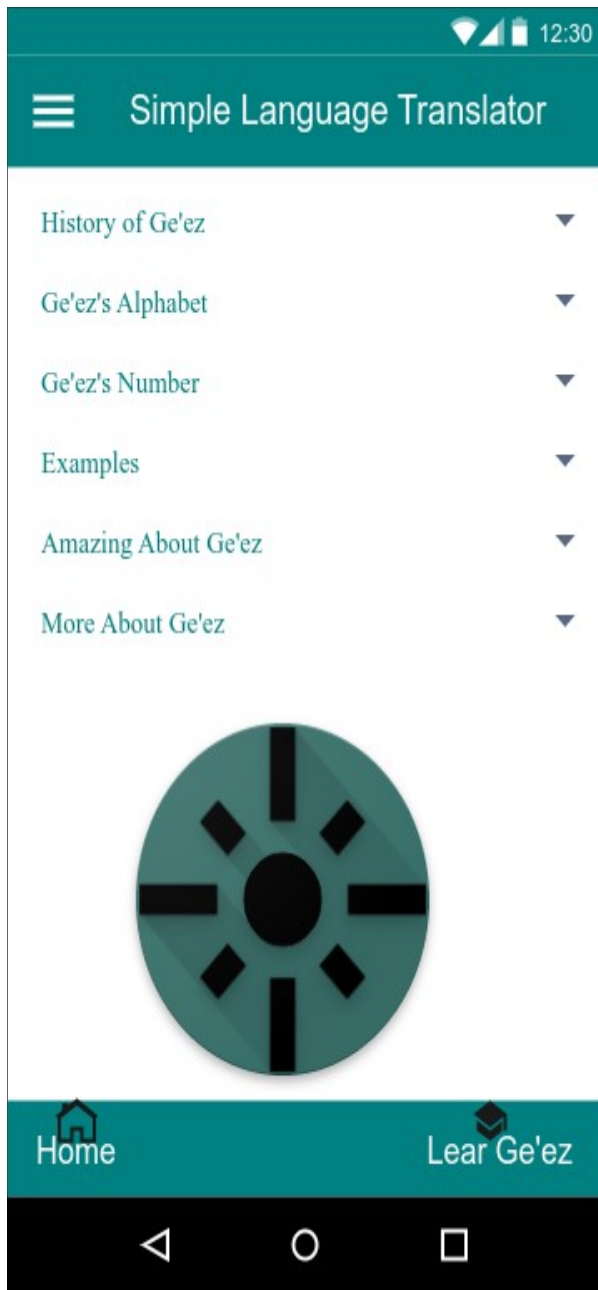 12:30
Simple Language Translator
History of Ge'ez
Ge'ez's Alphabet
Ge'ez's Number
Examples
Amazing About Ge'ez
More About Ge'ez
Home
Lear Ge'ez